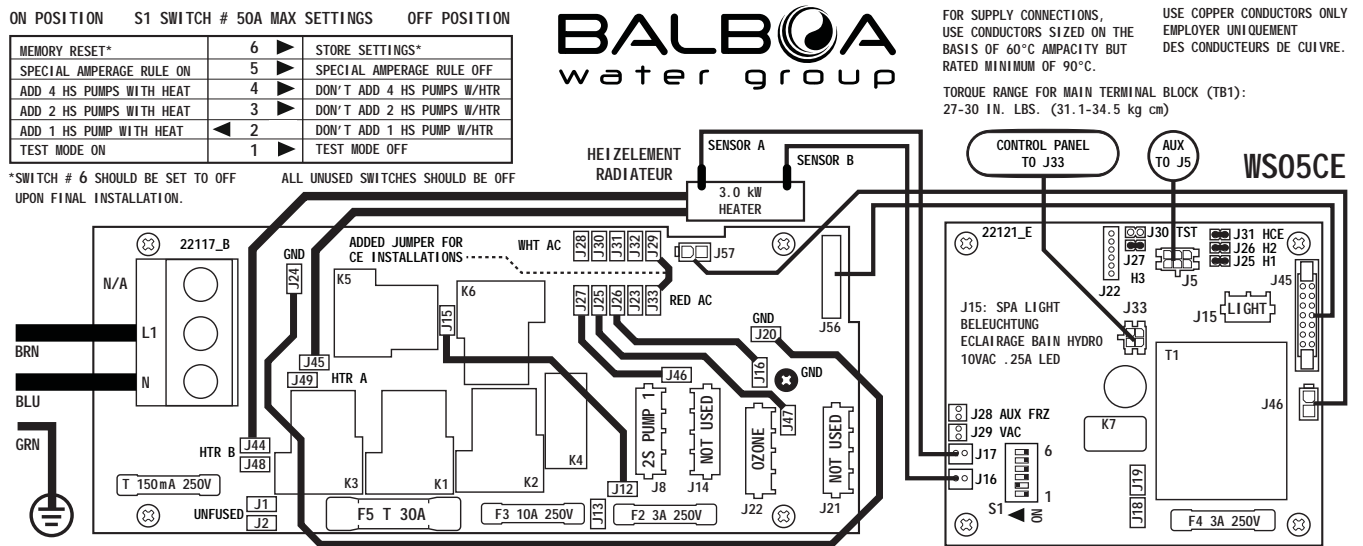 ON POSITION S1 SWITCH # 50A MAX SETTINGS OFF POSITION
MEMORY RESET* 6 STORE SETTINGS*
SPECIAL AMPERAGE RULE ON 5 SPECIAL AMPERAGE RULE OFF
ADD 4 HS PUMPS WITH HEAT 4 DON'T ADD 4 HS PUMPS W/HTR
ADD 2 HS PUMPS WITH HEAT 3 DON'T ADD 2 HS PUMPS W/HTR
ADD 1 HS PUMP WITH HEAT 2 DON'T ADD 1 HS PUMP W/HTR
TEST MODE ON 1 TEST MODE OFF
*SWITCH # 6 SHOULD BE SET TO OFF
UPON FINAL INSTALLATION.
ALL UNUSED SWITCHES SHOULD BE OFF
BALBOA
water group
FOR SUPPLY CONNECTIONS,
USE CONDUCTORS SIZED ON THE
BASIS OF 60°C AMPACITY BUT
RATED MINIMUM OF 90°C.
USE COPPER CONDUCTORS ONLY
EMPLOYER UNIQUEMENT
DES CONDUCTEURS DE CUIVRE.
TORQUE RANGE FOR MAIN TERMINAL BLOCK (TB1):
27-30 IN. LBS. (31.1-34.5 kg cm)
HEIZELEMENT
RADIATEUR
SENSOR A
SENSOR B
3.0 kW
HEATER
CONTROL PANEL
TO J33
AUX
TO J5
WS05CE
22117_B
N/A
L1
N
BRN
BLU
GRN
GND
J24
ADDED JUMPER FOR
CE INSTALLATIONS
WHT AC
J28
J30
J31
J32
J29
J57
K5
K6
J15
J27
J25
J26
J23
J33
RED AC
J56
GND
J20
J45
J49
HTR A
J46
J16
GND
J47
HTR B
J44
J48
K3
K1
K2
K4
J12
2S PUMP 1
J8
NOT USED
J14
OZONE
J22
NOT USED
J21
T 150mA 250V
UNFUSED
J1
J2
F5 T 30A
F3 10A 250V
J13
F2 3A 250V
22121_E
J30 TST
J27
H3
J22
J5
J31 HCE
J26 H2
J25 H1
J45
J33
J15
LIGHT
J15: SPA LIGHT
BELEUCHTUNG
ECLAIRAGE BAIN HYDRO
10VAC .25A LED
T1
J46
K7
J28 AUX FRZ
J29 VAC
J17
J16
6
1
S1
ON
J19
J18
F4 3A 250V